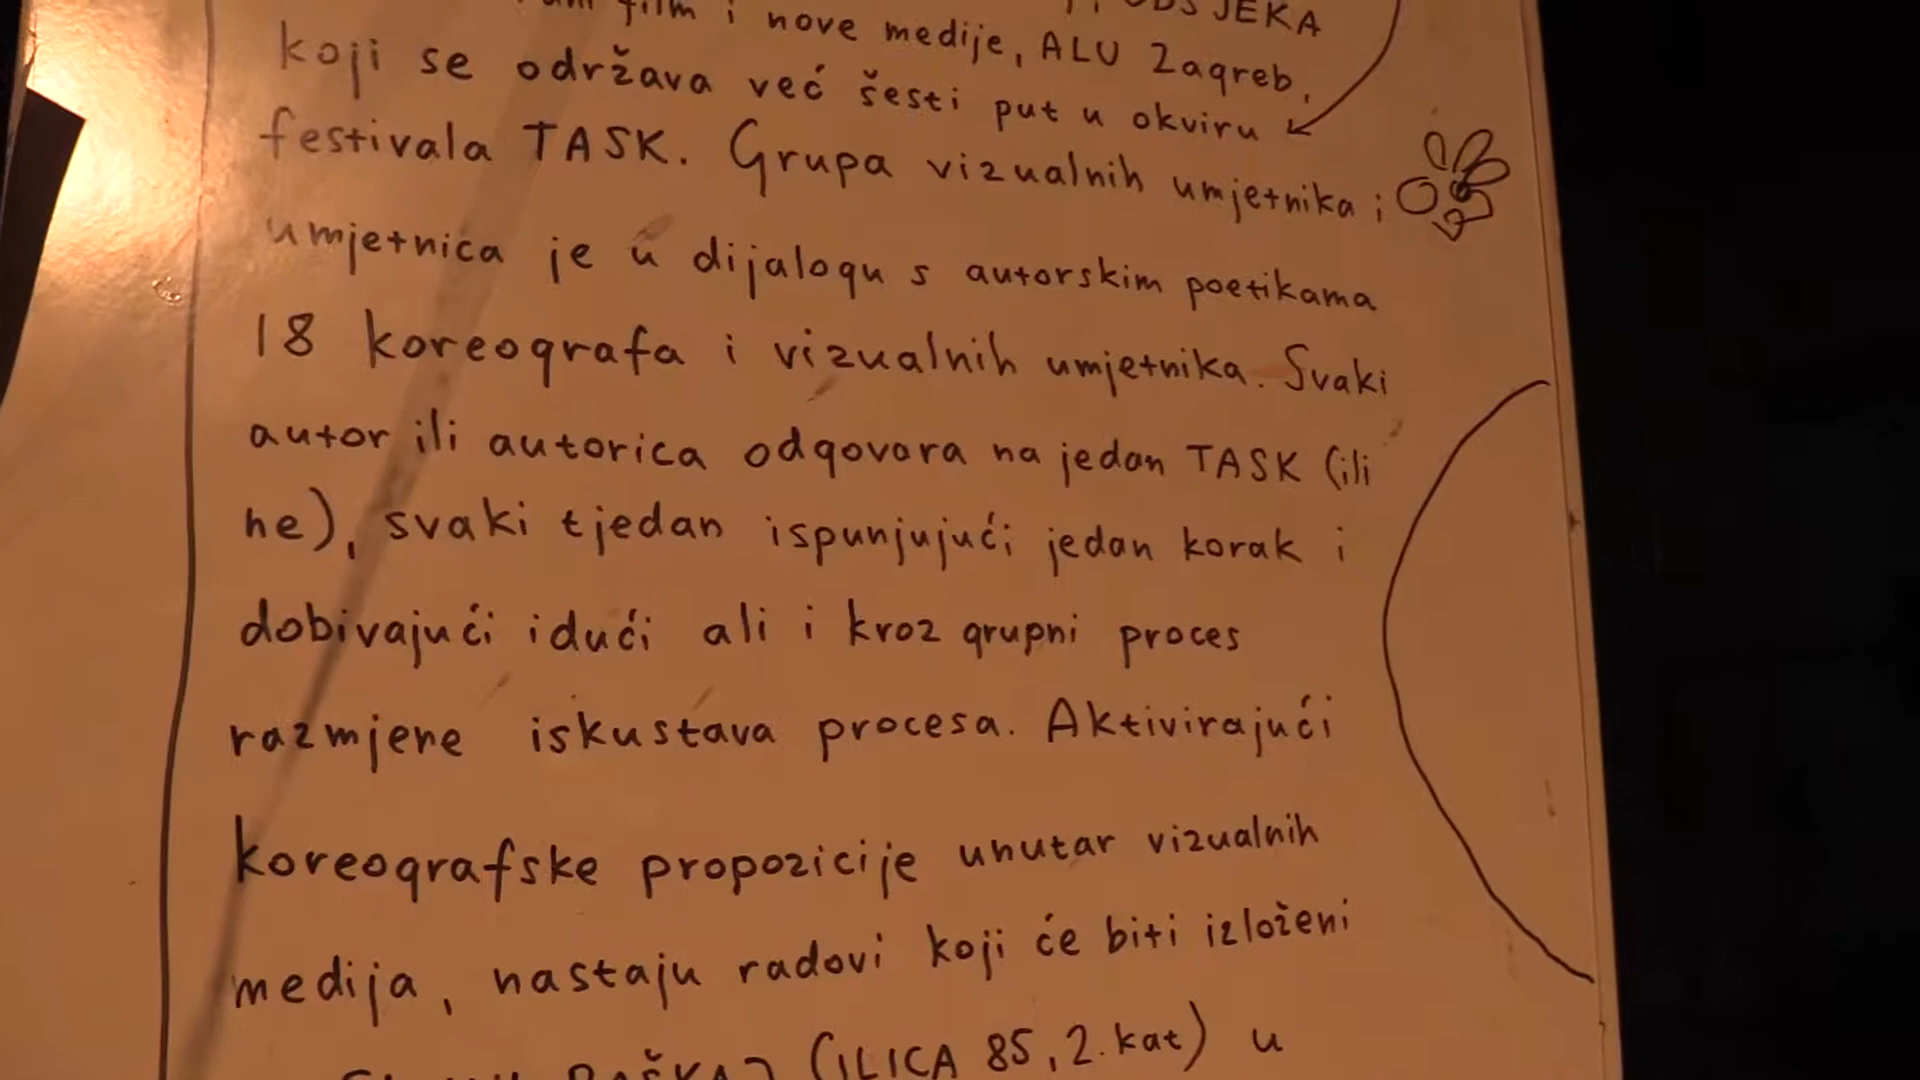 film i nove medije, ODSJEKA
ALU Zagreb,
koji se održava već šesti put u okviru
festivala TASK. Grupa vizualnih umjetnika i
umjetnica je u dijalogu s autorskim poetikama
18 koreografa i vizualnih umjetnika. Svaki
autor ili autorica odgovara na jedan TASK (ili
ne), svaki tjedan ispunjujući jedan korak i
dobivajući idući ali i kroz grupni proces
razmjene iskustava procesa. Aktivirajući
koreografske propozicije unutar vizualnih
medija, nastaju radovi koji će biti izloženi
(ILICA 85, 2. kat) u